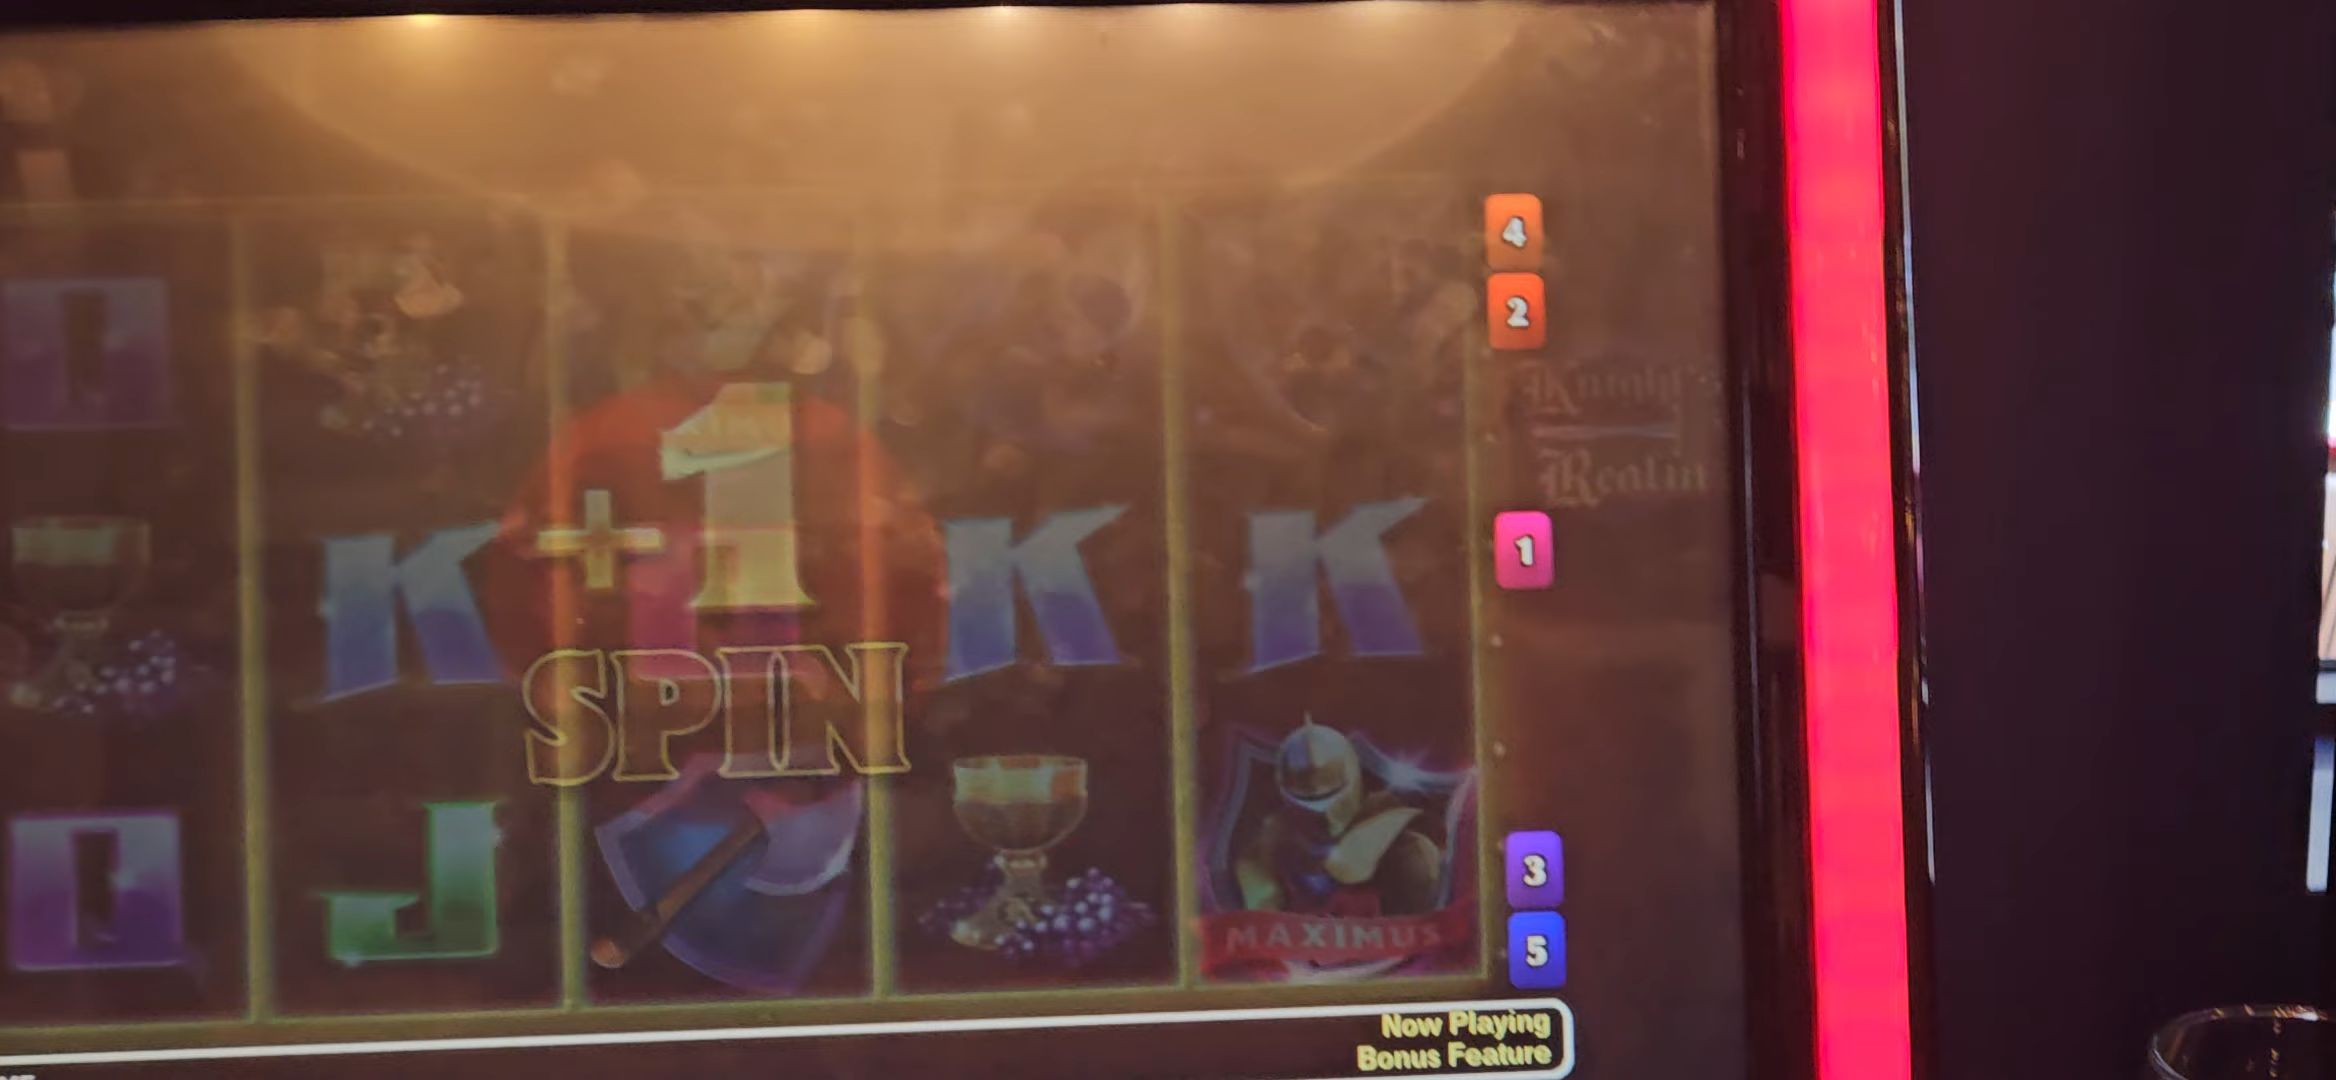 4
2
Knight's
Realm
+1
K
K
K
1
SPIN
J
MAXIMUS
3
5
Now Playing
Bonus Feature